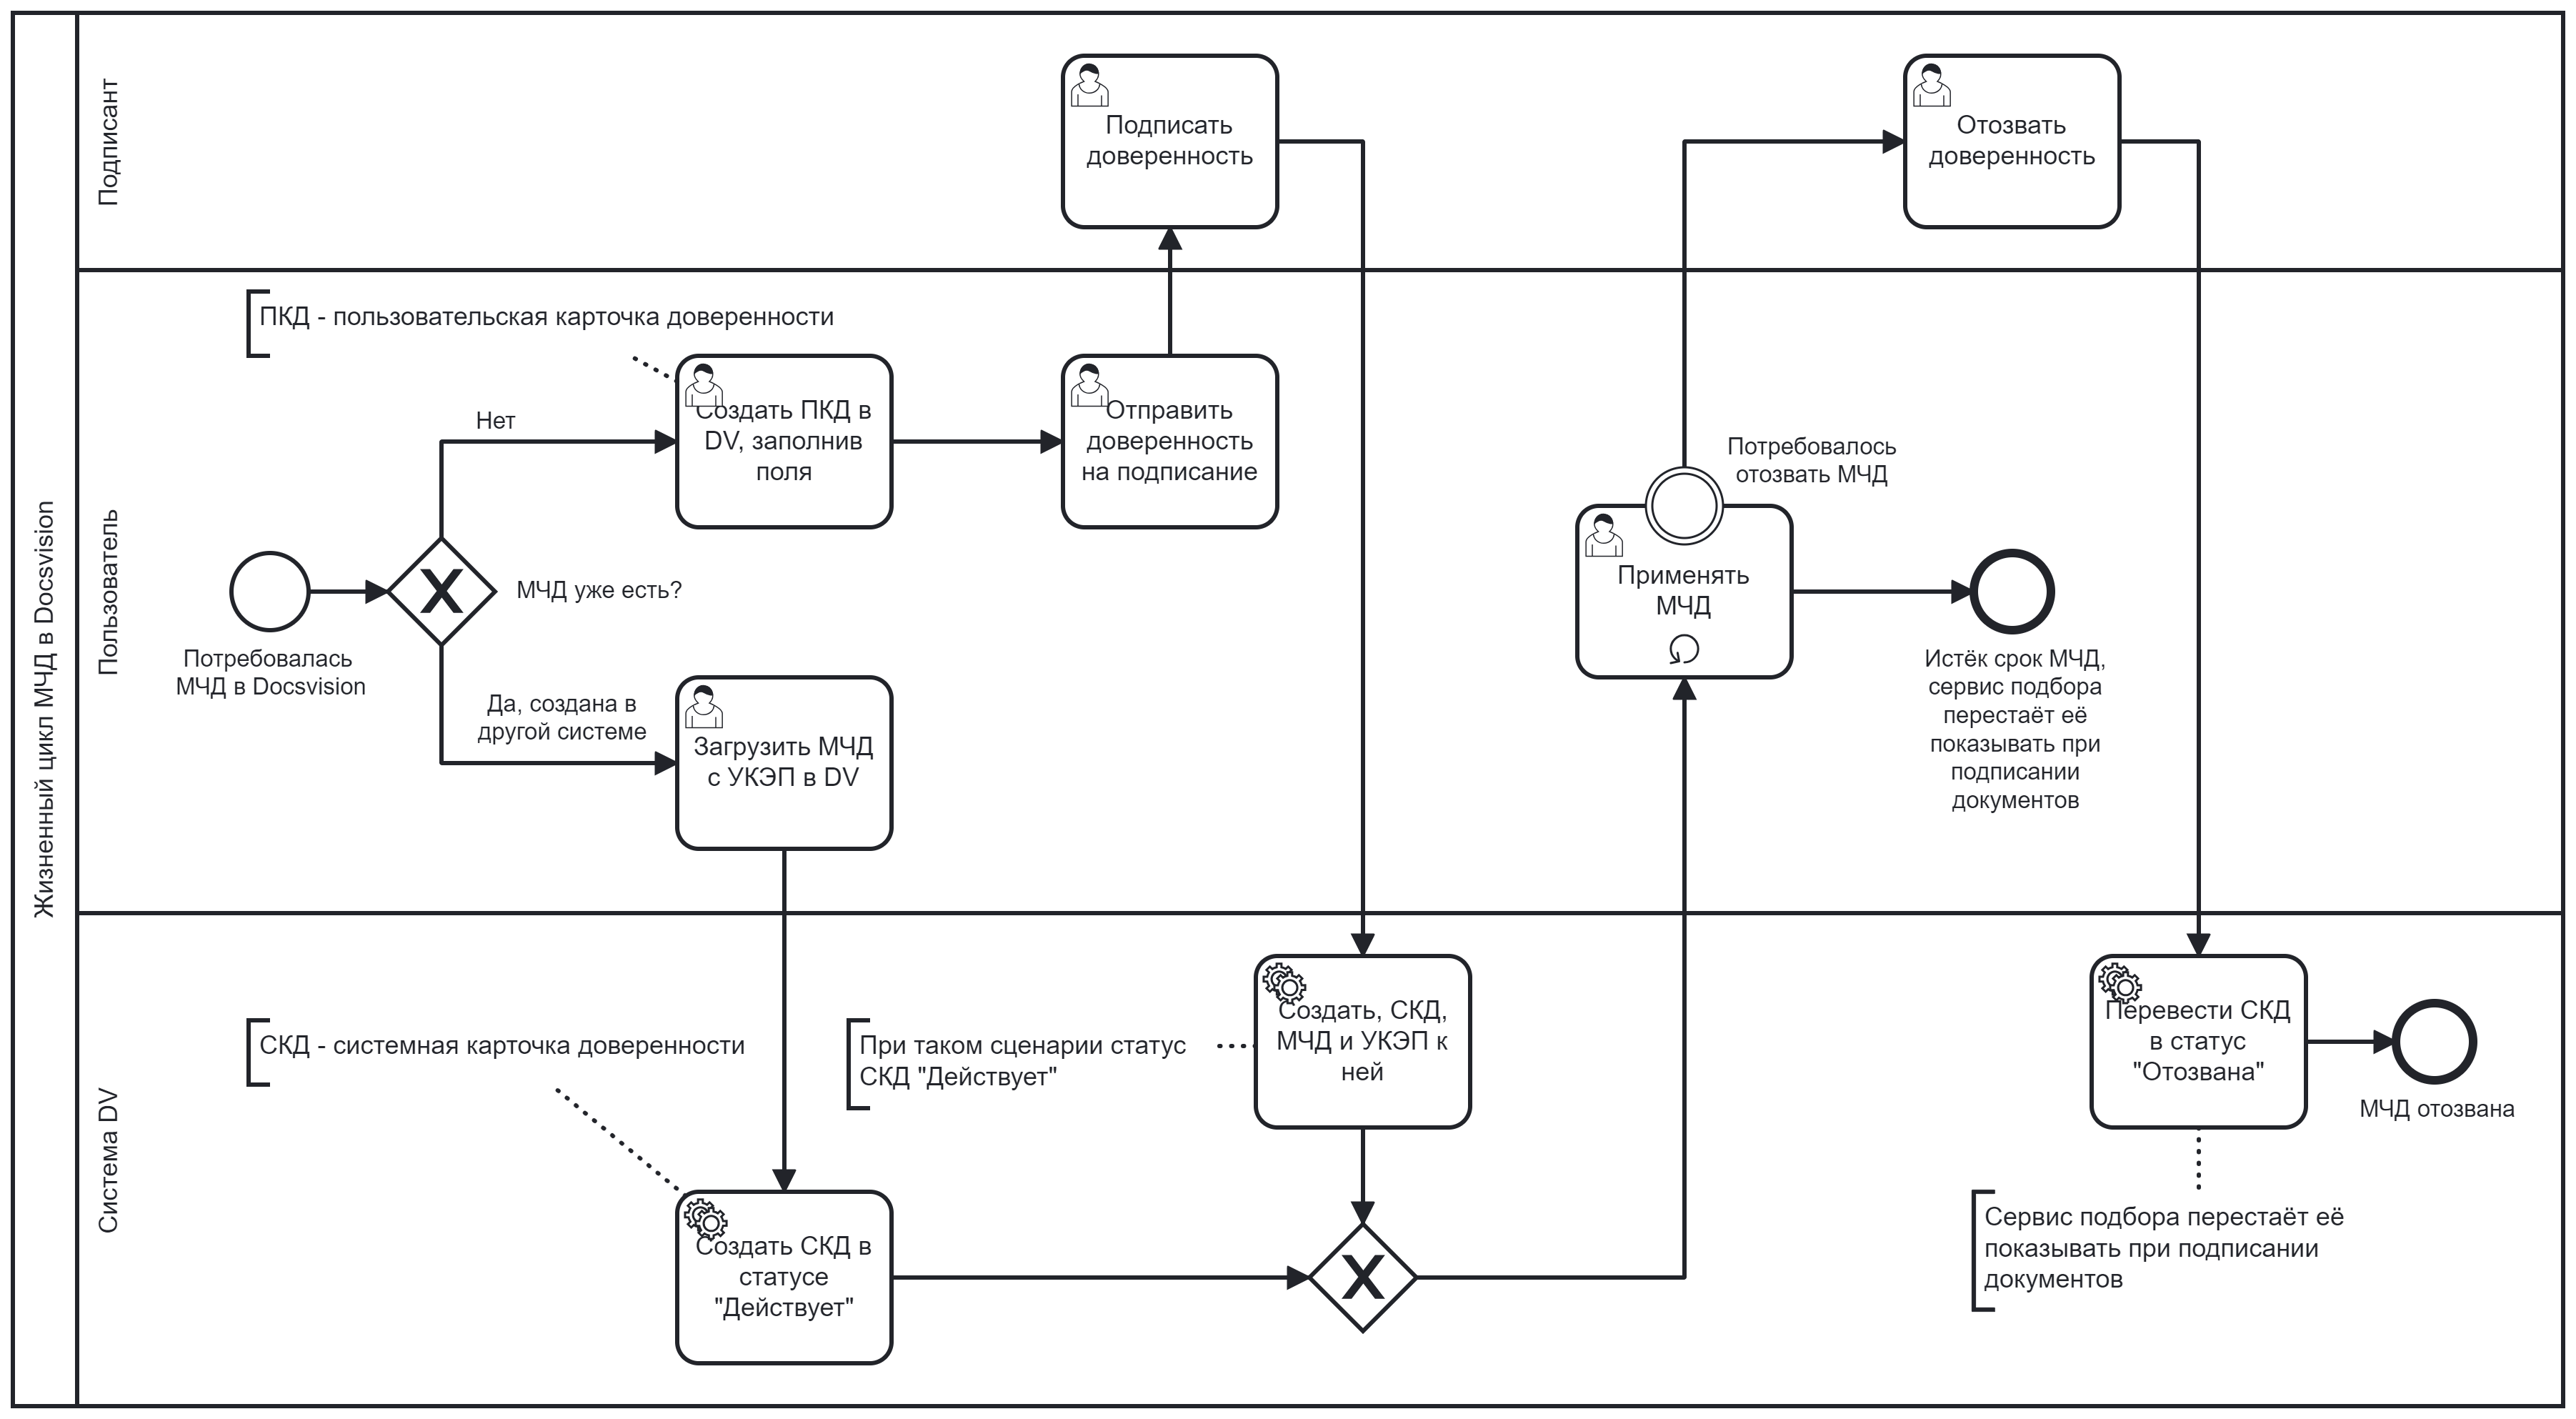 Жизненный цикл МЧД в Docsvision
Подписант
Подписать
доверенность
Отозвать
доверенность
Пользователь
ПКД - пользовательская карточка доверенности
Нет
Создать ПКД в
DV, заполнив
поля
Отправить
доверенность
на подписание
Потребовалось
отозвать МЧД
МЧД уже есть?
Применять
МЧД
Потребовалась
МЧД в Docsvision
Да, создана в
другой системе
Загрузить МЧД
с УКЭП в DV
Истёк срок МЧД,
сервис подбора
перестаёт её
показывать при
подписании
документов
Система DV
СКД - системная карточка доверенности
При таком сценарии статус
СКД "Действует"
Создать, СКД,
МЧД и УКЭП к
ней
Перевести СКД
в статус
"Отозвана"
МЧД отозвана
Создать СКД в
статусе
"Действует"
Сервис подбора перестаёт её
показывать при подписании
документов